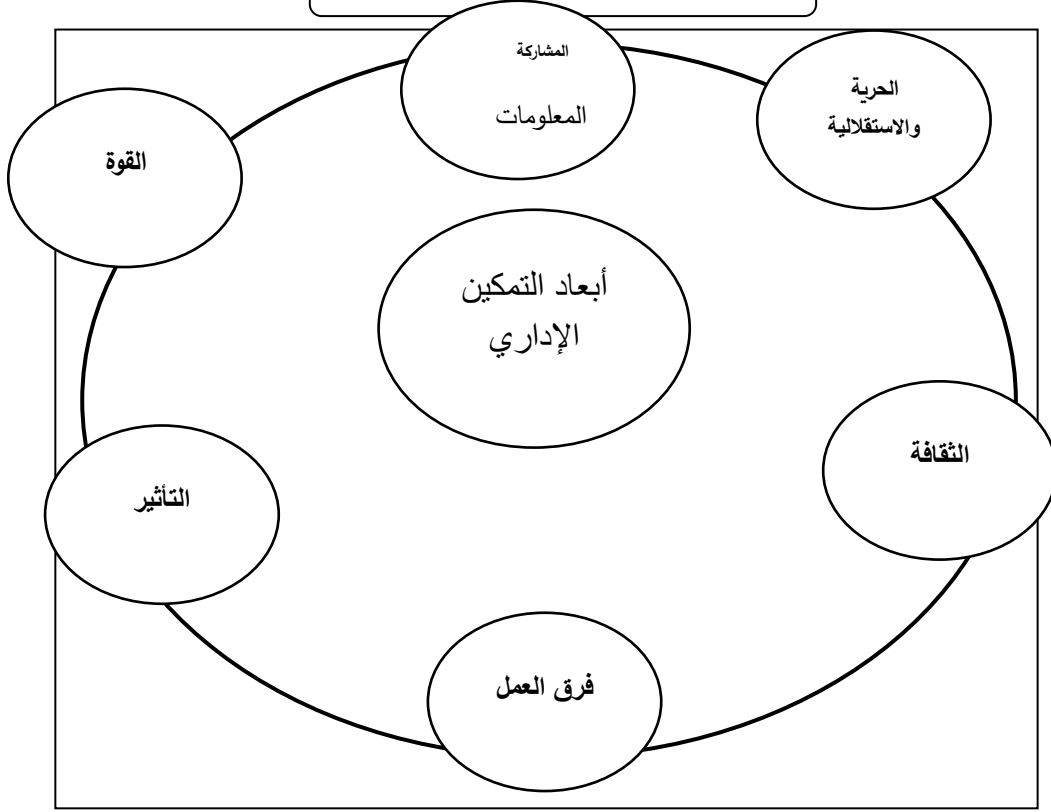 المشاركة
المعلومات
الحرية
والاستقلالية
القوة
أبعاد التمكين
الإداري
الثقافة
التأثير
فرق العمل